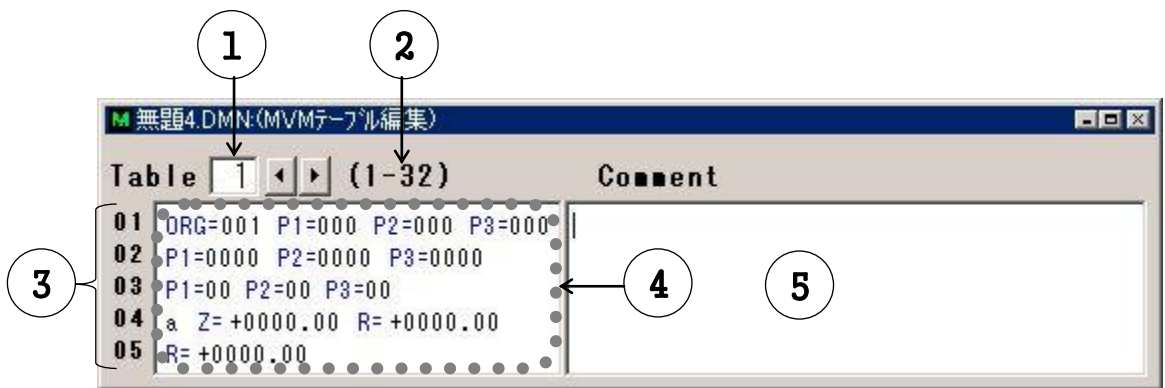 1 2
無題4.DMN:(MVMテーブル編集)
Table 1 (1-32) Comment
01 ORG=001 P1=000 P2=000 P3=000
02 P1=0000 P2=0000 P3=0000
03 P1=00 P2=00 P3=00
04 a Z= +0000.00 R= +0000.00
05 R= +0000.00
3 4 5